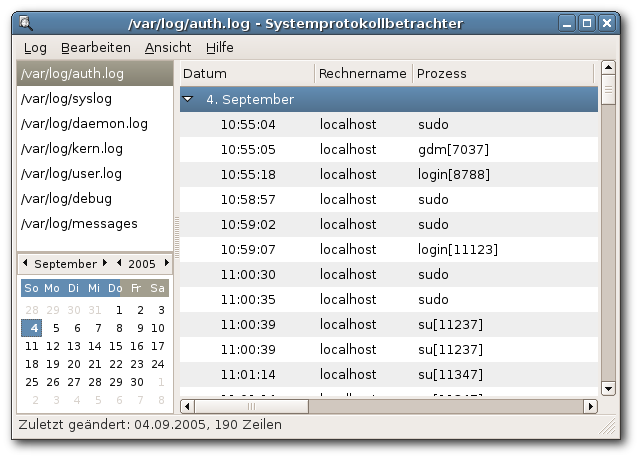 /var/log/auth.log - Systemprotokollbetrachter
Log Bearbeiten Ansicht Hilfe
/var/log/auth.log
/var/log/syslog
/var/log/daemon.log
/var/log/kern.log
/var/log/user.log
/var/log/debug
/var/log/messages
September 2005
So Mo Di Mi Do Fr Sa
28 29 30 31 1 2 3
4 5 6 7 8 9 10
11 12 13 14 15 16 17
18 19 20 21 22 23 24
25 26 27 28 29 30 1
2 3 4 5 6 7 8
Datum Rechnername Prozess
4. September
10:55:04 localhost sudo
10:55:05 localhost gdm[7037]
10:55:18 localhost login[8788]
10:58:57 localhost sudo
10:59:02 localhost sudo
10:59:07 localhost login[11123]
11:00:30 localhost sudo
11:00:35 localhost sudo
11:00:39 localhost su[11237]
11:00:39 localhost su[11237]
11:01:14 localhost su[11347]
Zuletzt geändert: 04.09.2005, 190 Zeilen